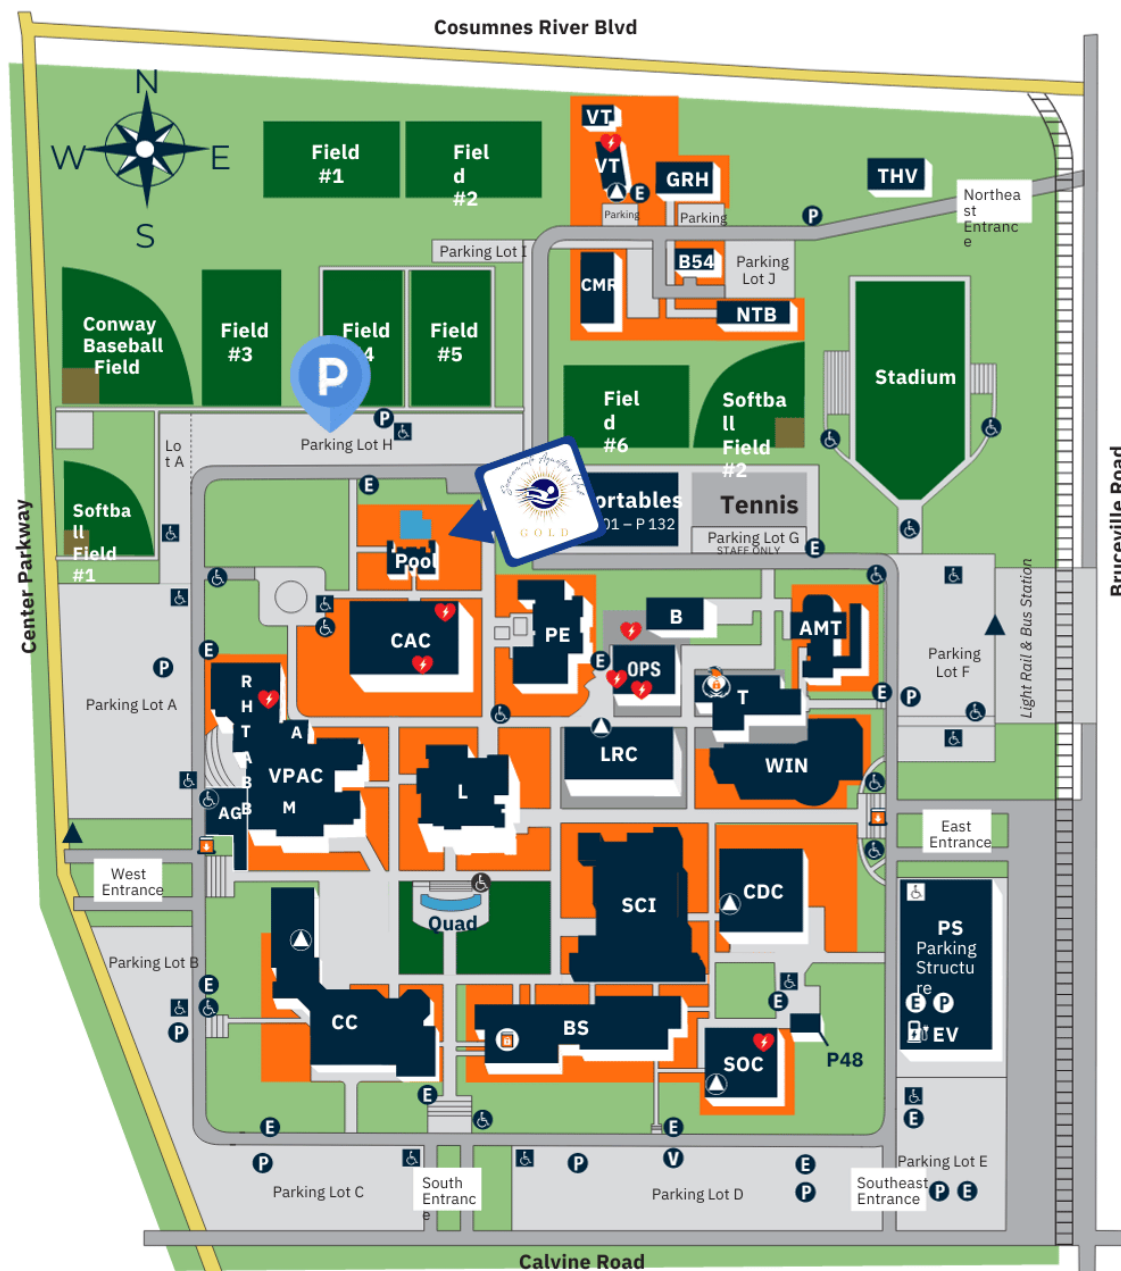 Cosumnes River Blvd
N
W
E
S
Field
#1
Fiel
d
#2
VT
VT
GRH
THV
P
E
Parking
Parking
Northea
st
Entranc
e
Parking Lot I
B54
Parking
Lot J
CMR
NTB
Conway
Baseball
Field
Field
#3
Field
#4
Field
#5
P
Stadium
Fiel
d
#6
Softba
ll
Field
#2
P
Parking Lot H
Lo
t A
E
Sacramento Aquatics Club
GOLD
ortables
01 – P 132
Tennis
Parking Lot G
STAFF ONLY
E
Softba
ll
Field
#1
Center Parkway
Bruceville Road
Light Rail & Bus Station
Pool
CAC
PE
B
OPS
E
AMT
T
Parking
Lot F
E
P
E
P
Parking Lot A
R
H
T
A
B
B
A
VPAC
M
AG
L
LRC
WIN
West
Entrance
East
Entrance
Quad
SCI
CDC
PS
Parking
Structu
re
E
P
EV
Parking Lot B
E
P
CC
BS
SOC
E
P48
E
E
E
E
P
Parking Lot C
South
Entranc
e
P
V
Parking Lot D
E
P
Southeast
Entrance
Parking Lot E
P
E
Calvine Road